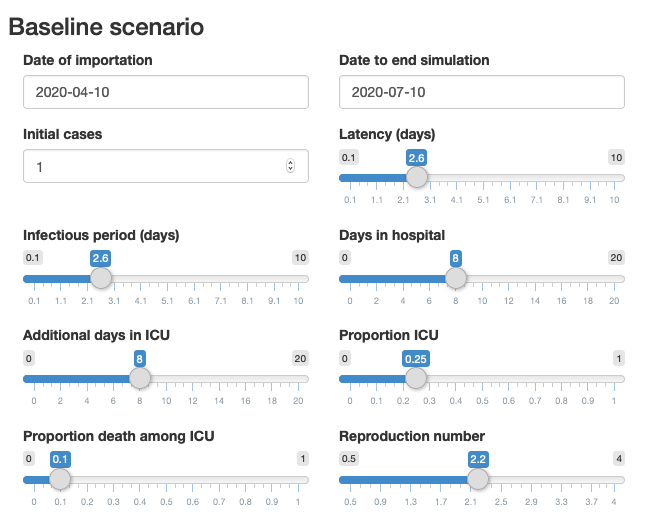 Baseline scenario
Date of importation
2020-04-10
Date to end simulation
2020-07-10
Initial cases
1
Latency (days)
0.1 2.6 10
0.1 1.1 2.1 3.1 4.1 5.1 6.1 7.1 8.1 9.1 10
Infectious period (days)
0.1 2.6 10
0.1 1.1 2.1 3.1 4.1 5.1 6.1 7.1 8.1 9.1 10
Days in hospital
0 8 20
0 2 4 6 8 10 12 14 16 18 20
Additional days in ICU
0 8 20
0 2 4 6 8 10 12 14 16 18 20
Proportion ICU
0 0.25 1
0 0.1 0.2 0.3 0.4 0.5 0.6 0.7 0.8 0.9 1
Proportion death among ICU
0 0.1 1
0 0.1 0.2 0.3 0.4 0.5 0.6 0.7 0.8 0.9 1
Reproduction number
0.5 2.2 4
0.5 0.9 1.3 1.7 2.1 2.5 2.9 3.3 3.7 4